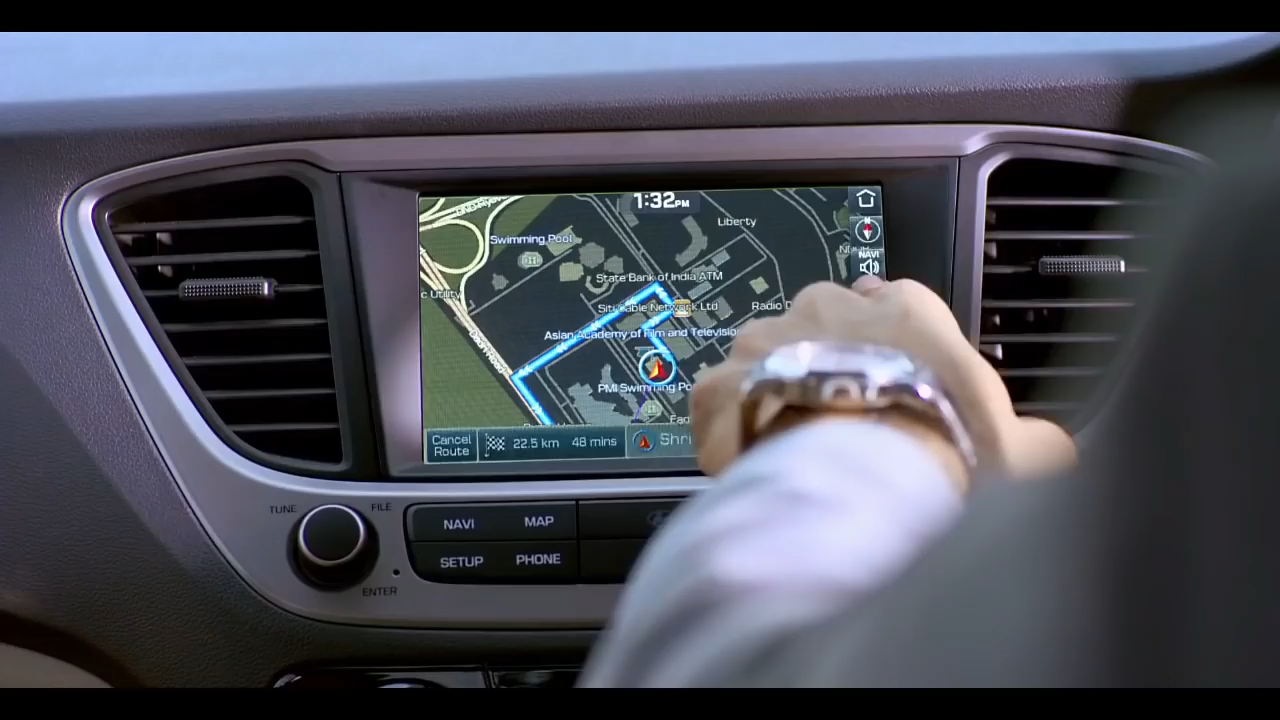 1:32PM
Liberty
Swimming Pool
N
NAVI
State Bank of India ATM
c Utility
Siti Cable Network Ltd
Radio D
Asian Academy of Film and Televisio
PMI Swimming Po
Cancel
Route
22.5 km 48 mins
Shri
TUNE
FILE
NAVI
MAP
SETUP
PHONE
ENTER